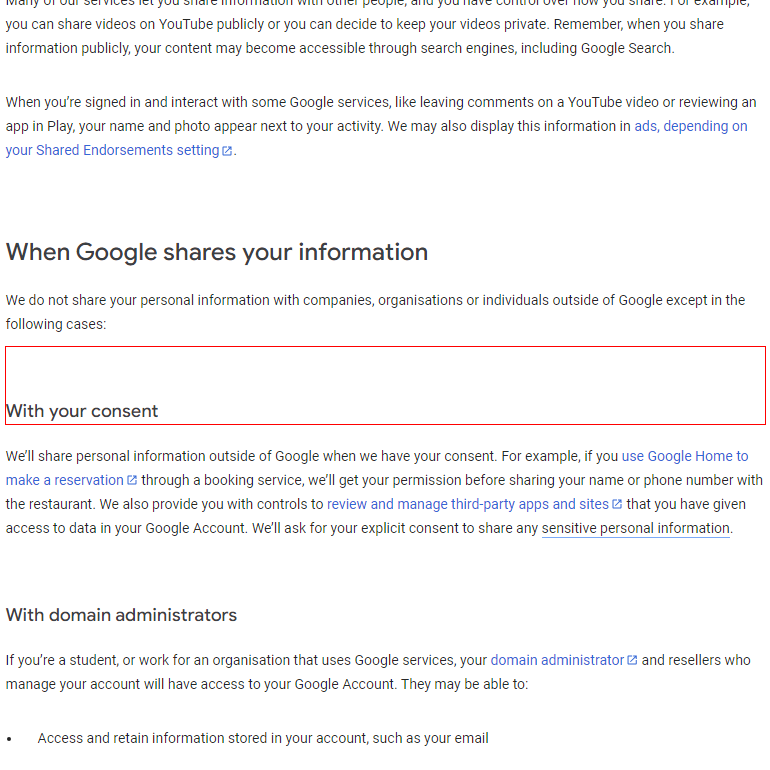 Many of our services let you share information with other people, and you have control over how you share. For example,
you can share videos on YouTube publicly or you can decide to keep your videos private. Remember, when you share
information publicly, your content may become accessible through search engines, including Google Search.
When you’re signed in and interact with some Google services, like leaving comments on a YouTube video or reviewing an
app in Play, your name and photo appear next to your activity. We may also display this information in ads, depending on
your Shared Endorsements setting.
When Google shares your information
We do not share your personal information with companies, organisations or individuals outside of Google except in the
following cases:
With your consent
We’ll share personal information outside of Google when we have your consent. For example, if you use Google Home to
make a reservation through a booking service, we’ll get your permission before sharing your name or phone number with
the restaurant. We also provide you with controls to review and manage third-party apps and sites that you have given
access to data in your Google Account. We’ll ask for your explicit consent to share any sensitive personal information.
With domain administrators
If you’re a student, or work for an organisation that uses Google services, your domain administrator and resellers who
manage your account will have access to your Google Account. They may be able to:
• Access and retain information stored in your account, such as your email